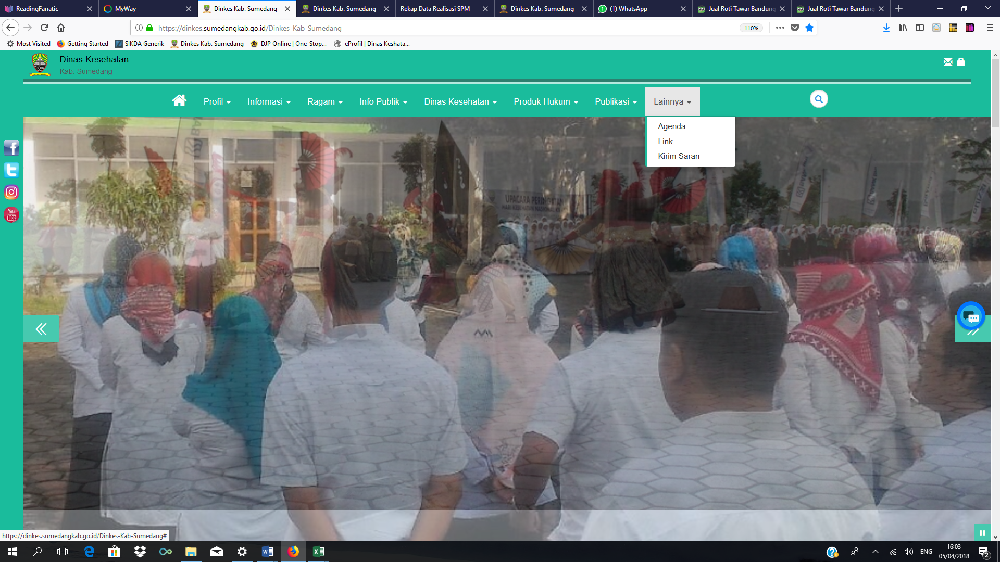 ReadingFanatic
MyWay
Dinkes Kab. Sumedang
Dinkes Kab. Sumedang
Rekap Data Realisasi SPM
Dinkes Kab. Sumedang
(1) WhatsApp
Jual Roti Tawar Bandung
Jual Roti Tawar Bandung
https://dinkes.sumedangkab.go.id/Dinkes-Kab-Sumedang
110%
Most Visited
Getting Started
SIKDA Generik
Dinkes Kab. Sumedang
DJP Online | One-Stop...
eProfil | Dinas Keshata...
Dinas Kesehatan
Kab. Sumedang
Profil
Informasi
Ragam
Info Publik
Dinas Kesehatan
Produk Hukum
Publikasi
Lainnya
Agenda
Link
Kirim Saran
You
Tube
UPACARA PERINGATAN
HARI KESEHATAN NASIONAL
https://dinkes.sumedangkab.go.id/Dinkes-Kab-Sumedang#
ENG
16:03
05/04/2018
2